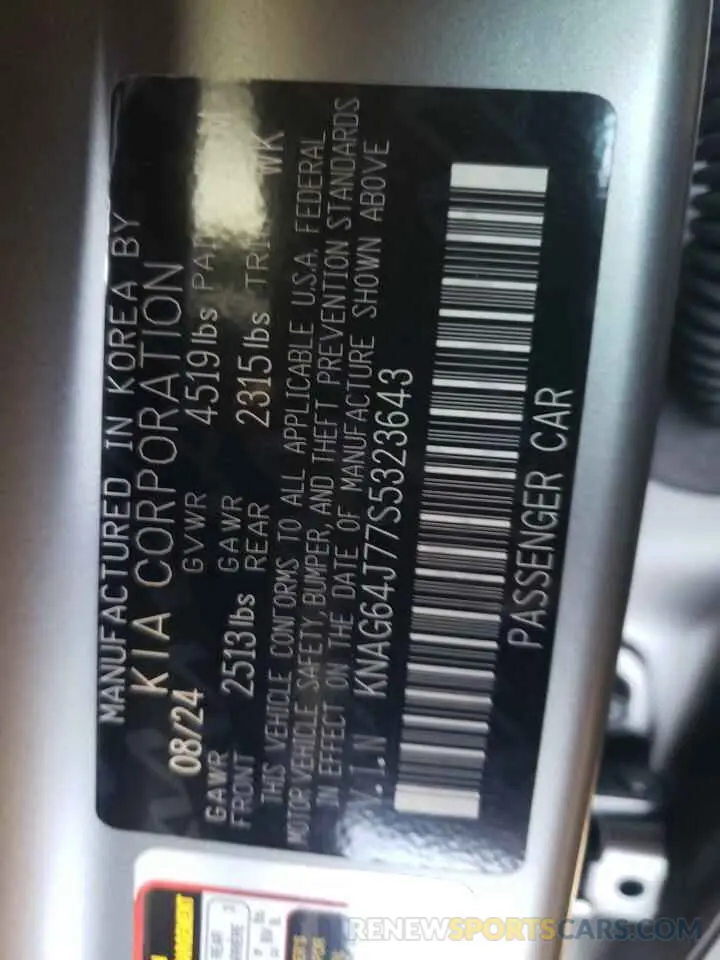 MANUFACTURED IN KOREA BY
KIA CORPORATION
08/24 GVWR 4519lbs
GAWR GAWR
FRONT 2513lbs REAR 2315lbs WK
THIS VEHICLE CONFORMS TO ALL APPLICABLE U.S.A. FEDERAL
MOTOR VEHICLE SAFETY, BUMPER, AND THEFT PREVENTION STANDARDS
IN EFFECT ON THE DATE OF MANUFACTURE SHOWN ABOVE
V.I.N KNAG64J77S5323643
PASSENGER CAR
REAR
RENEWSPORTSCARS.COM